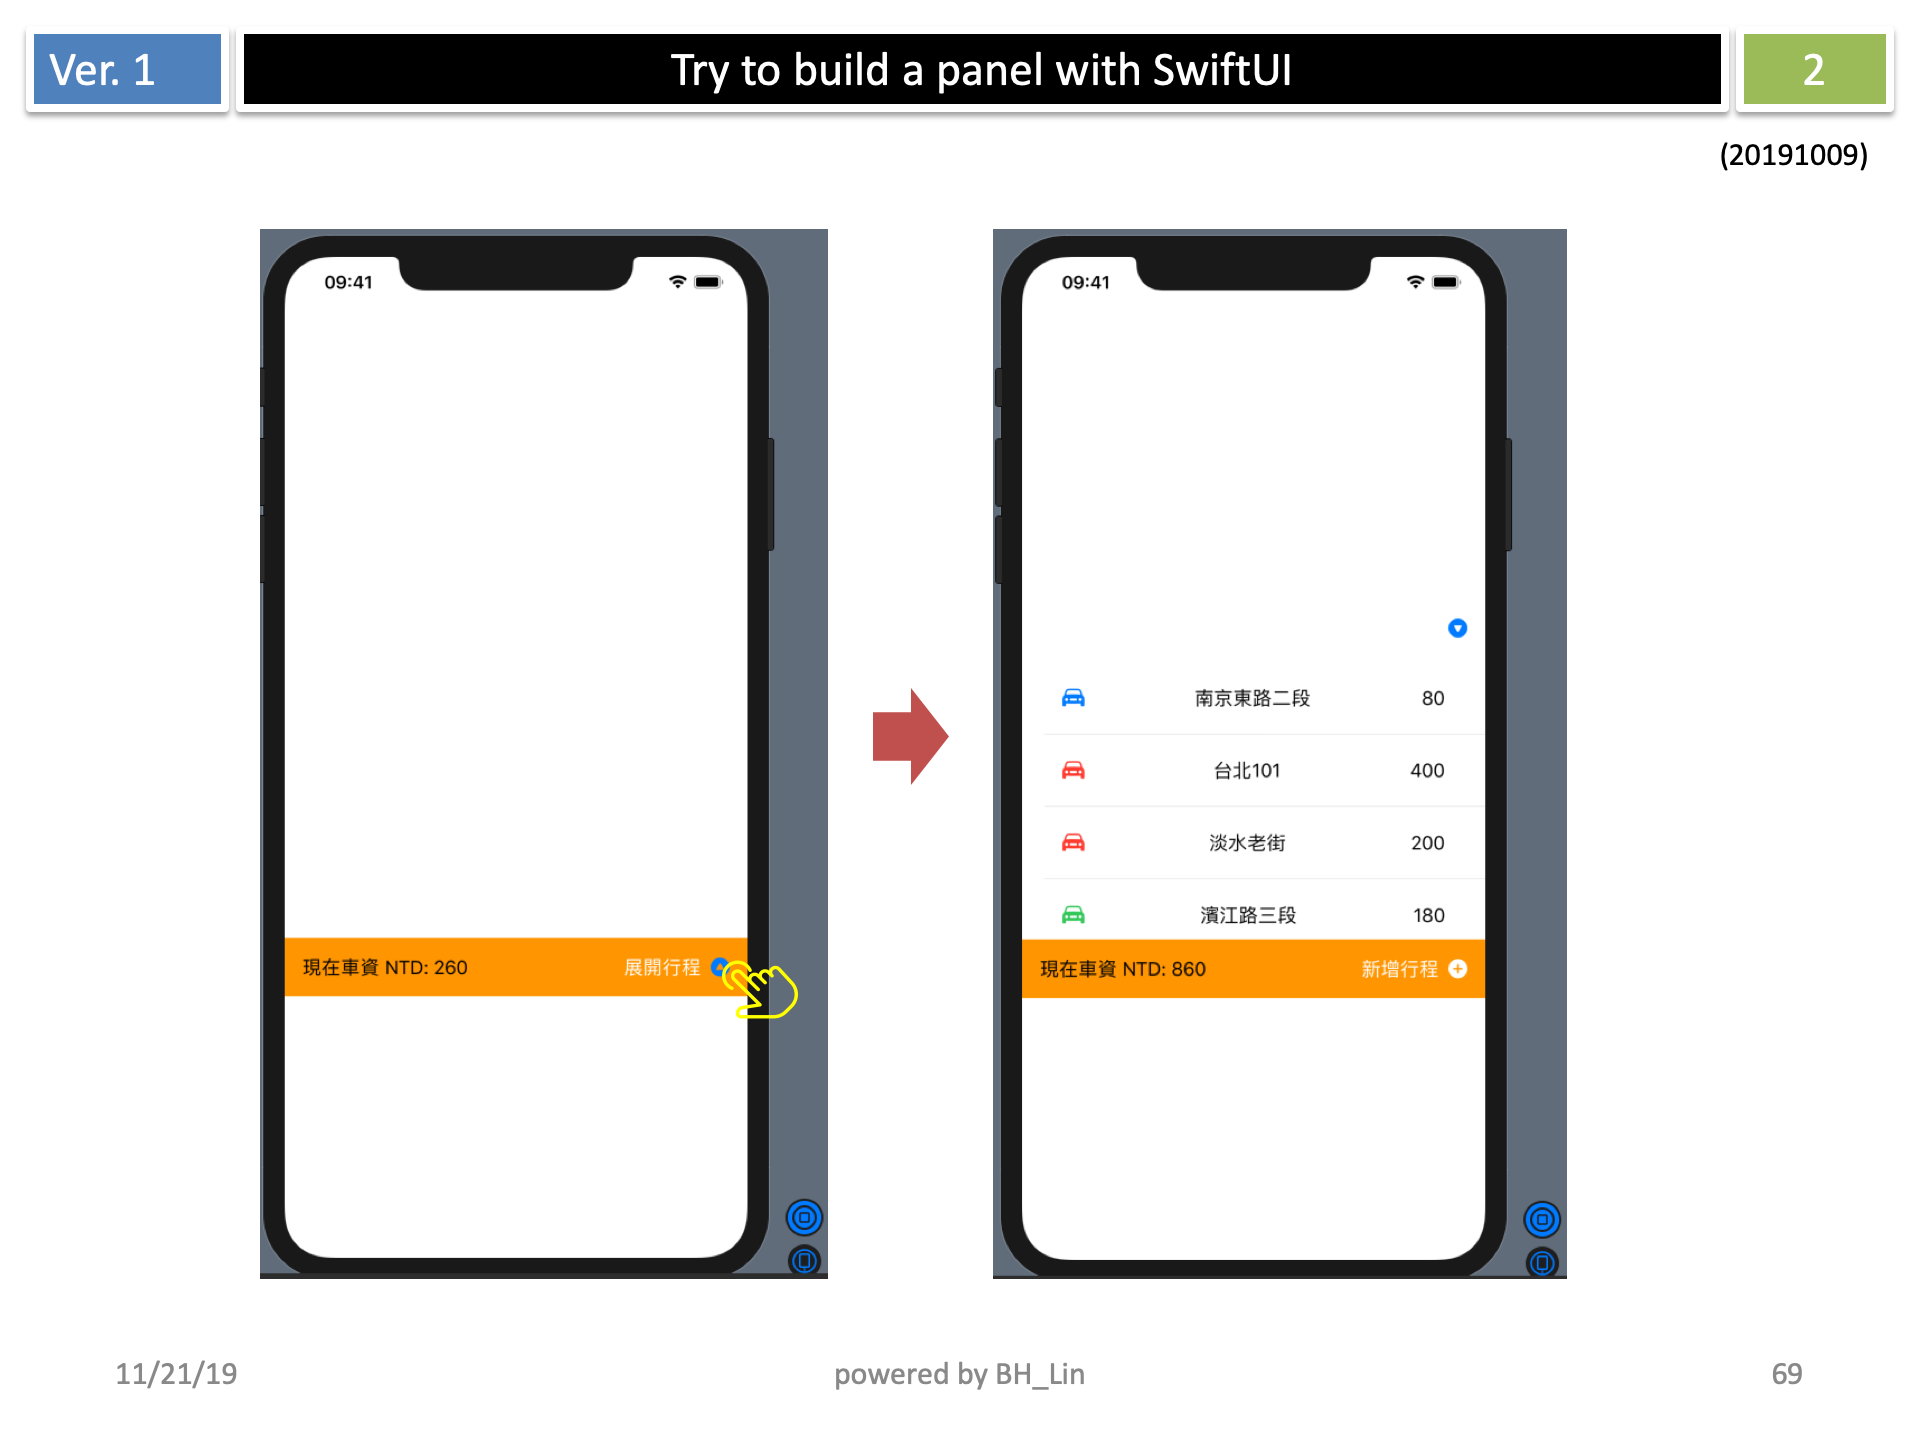 Ver. 1
Try to build a panel with SwiftUI
2
(20191009)
09:41
現在車資 NTD: 260
展開行程
09:41
南京東路二段 80
台北101 400
淡水老街 200
濱江路三段 180
現在車資 NTD: 860
新增行程
11/21/19
powered by BH_Lin
69